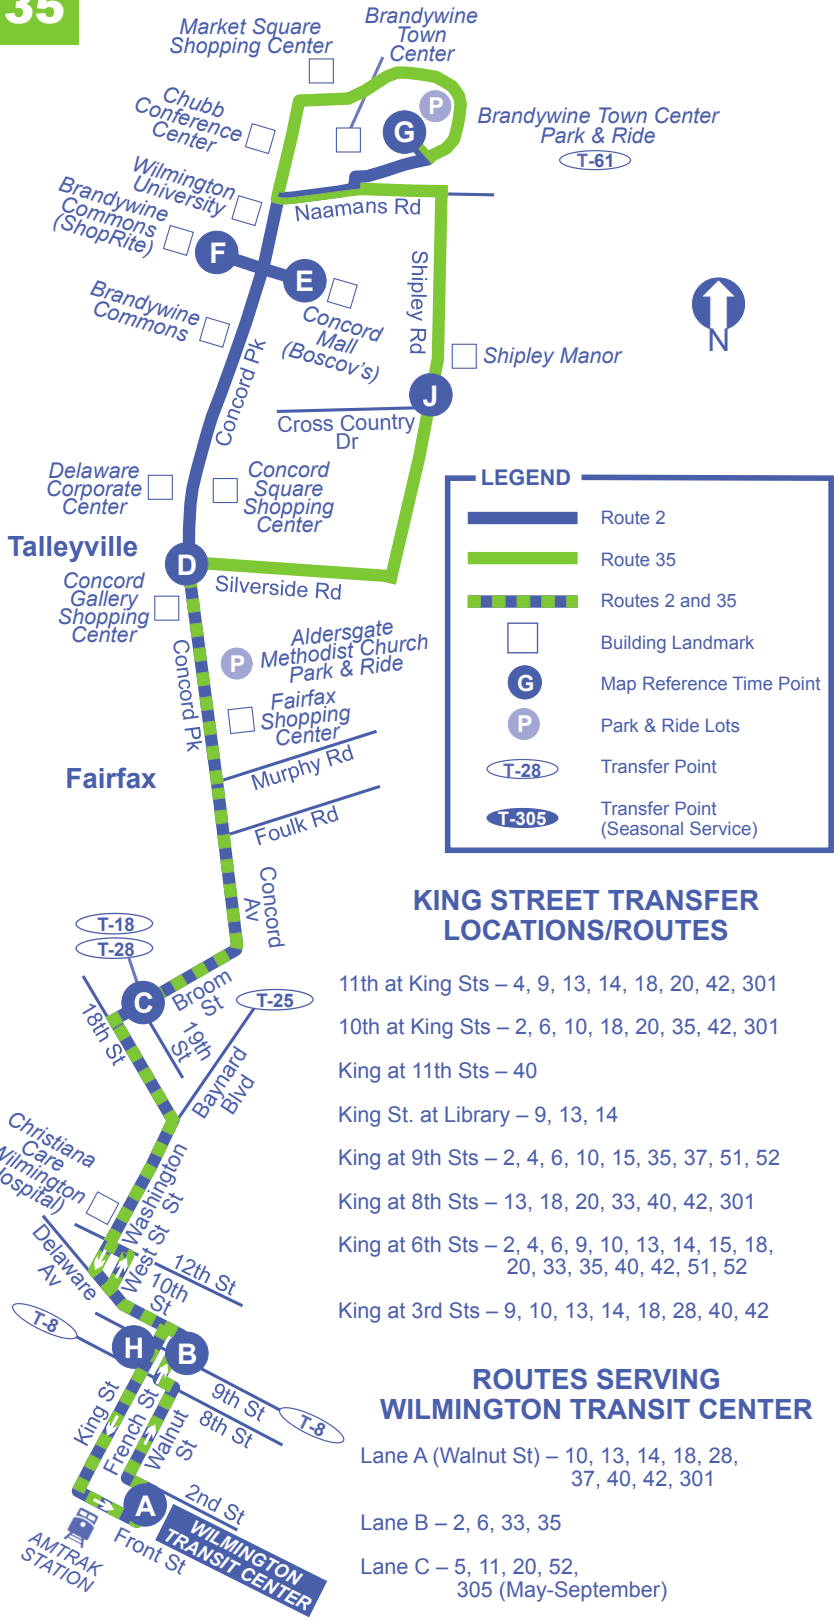 35
Market Square
Shopping Center
Brandywine
Town
Center
Chubb
Conference
Center
P
G
Brandywine Town Center
Park & Ride
T-61
Wilmington
University
Naamans Rd
Brandywine
Commons
(ShopRite)
F
E
Shipley Rd
Brandywine
Commons
Concord
Mall
(Boscov's)
N
Concord Pk
Shipley Manor
J
Cross Country
Dr
Delaware
Corporate
Center
Concord
Square
Shopping
Center
Talleyville
D
Silverside Rd
Concord
Gallery
Shopping
Center
Concord Pk
P
Aldersgate
Methodist Church
Park & Ride
Fairfax
Shopping
Center
Fairfax
Murphy Rd
Foulk Rd
Concord
Av
T-18
T-28
C
Broom
St
T-25
18th St
19th
St
Baynard
Blvd
Christiana
Care
Wilmington
Hospital)
Washington
St
West St
Delaware
Av
12th St
10th
St
T-8
H
B
9th St
T-8
8th St
King St
French St
Walnut
St
A
2nd St
Front St
AMTRAK
STATION
WILMINGTON
TRANSIT CENTER
LEGEND
Route 2
Route 35
Routes 2 and 35
Building Landmark
G
Map Reference Time Point
P
Park & Ride Lots
T-28
Transfer Point
T-305
Transfer Point
(Seasonal Service)
KING STREET TRANSFER
LOCATIONS/ROUTES
11th at King Sts – 4, 9, 13, 14, 18, 20, 42, 301
10th at King Sts – 2, 6, 10, 18, 20, 35, 42, 301
King at 11th Sts – 40
King St. at Library – 9, 13, 14
King at 9th Sts – 2, 4, 6, 10, 15, 35, 37, 51, 52
King at 8th Sts – 13, 18, 20, 33, 40, 42, 301
King at 6th Sts – 2, 4, 6, 9, 10, 13, 14, 15, 18,
20, 33, 35, 40, 42, 51, 52
King at 3rd Sts – 9, 10, 13, 14, 18, 28, 40, 42
ROUTES SERVING
WILMINGTON TRANSIT CENTER
Lane A (Walnut St) – 10, 13, 14, 18, 28,
37, 40, 42, 301
Lane B – 2, 6, 33, 35
Lane C – 5, 11, 20, 52,
305 (May-September)